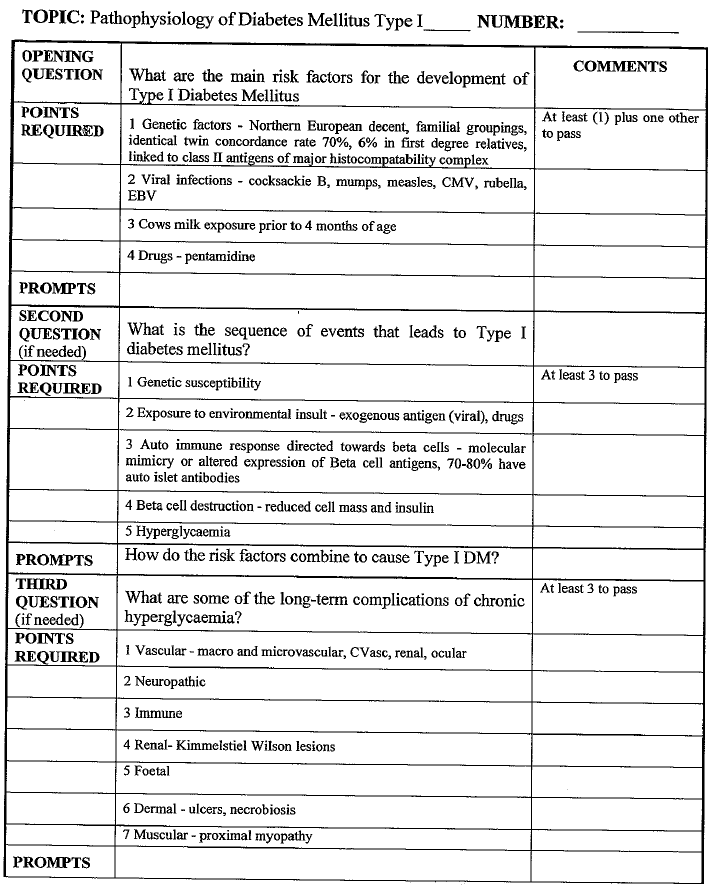 TOPIC: Pathophysiology of Diabetes Mellitus Type I_____ NUMBER: ___________
OPENING QUESTION
What are the main risk factors for the development of
Type I Diabetes Mellitus
COMMENTS
POINTS REQUIRED
1 Genetic factors - Northern European decent, familial groupings,
identical twin concordance rate 70%, 6% in first degree relatives,
linked to class II antigens of major histocompatability complex
At least (1) plus one other
to pass
2 Viral infections - cocksackie B, mumps, measles, CMV, rubella,
EBV
3 Cows milk exposure prior to 4 months of age
4 Drugs - pentamidine
PROMPTS
SECOND
QUESTION
(if needed)
What is the sequence of events that leads to Type I
diabetes mellitus?
POINTS
REQUIRED
1 Genetic susceptibility
At least 3 to pass
2 Exposure to environmental insult - exogenous antigen (viral), drugs
3 Auto immune response directed towards beta cells - molecular
mimicry or altered expression of Beta cell antigens, 70-80% have
auto islet antibodies
4 Beta cell destruction - reduced cell mass and insulin
5 Hyperglycaemia
PROMPTS
How do the risk factors combine to cause Type I DM?
THIRD
QUESTION
(if needed)
What are some of the long-term complications of chronic
hyperglycaemia?
At least 3 to pass
POINTS
REQUIRED
1 Vascular - macro and microvascular, CVasc, renal, ocular
2 Neuropathic
3 Immune
4 Renal- Kimmelstiel Wilson lesions
5 Foetal
6 Dermal - ulcers, necrobiosis
7 Muscular - proximal myopathy
PROMPTS